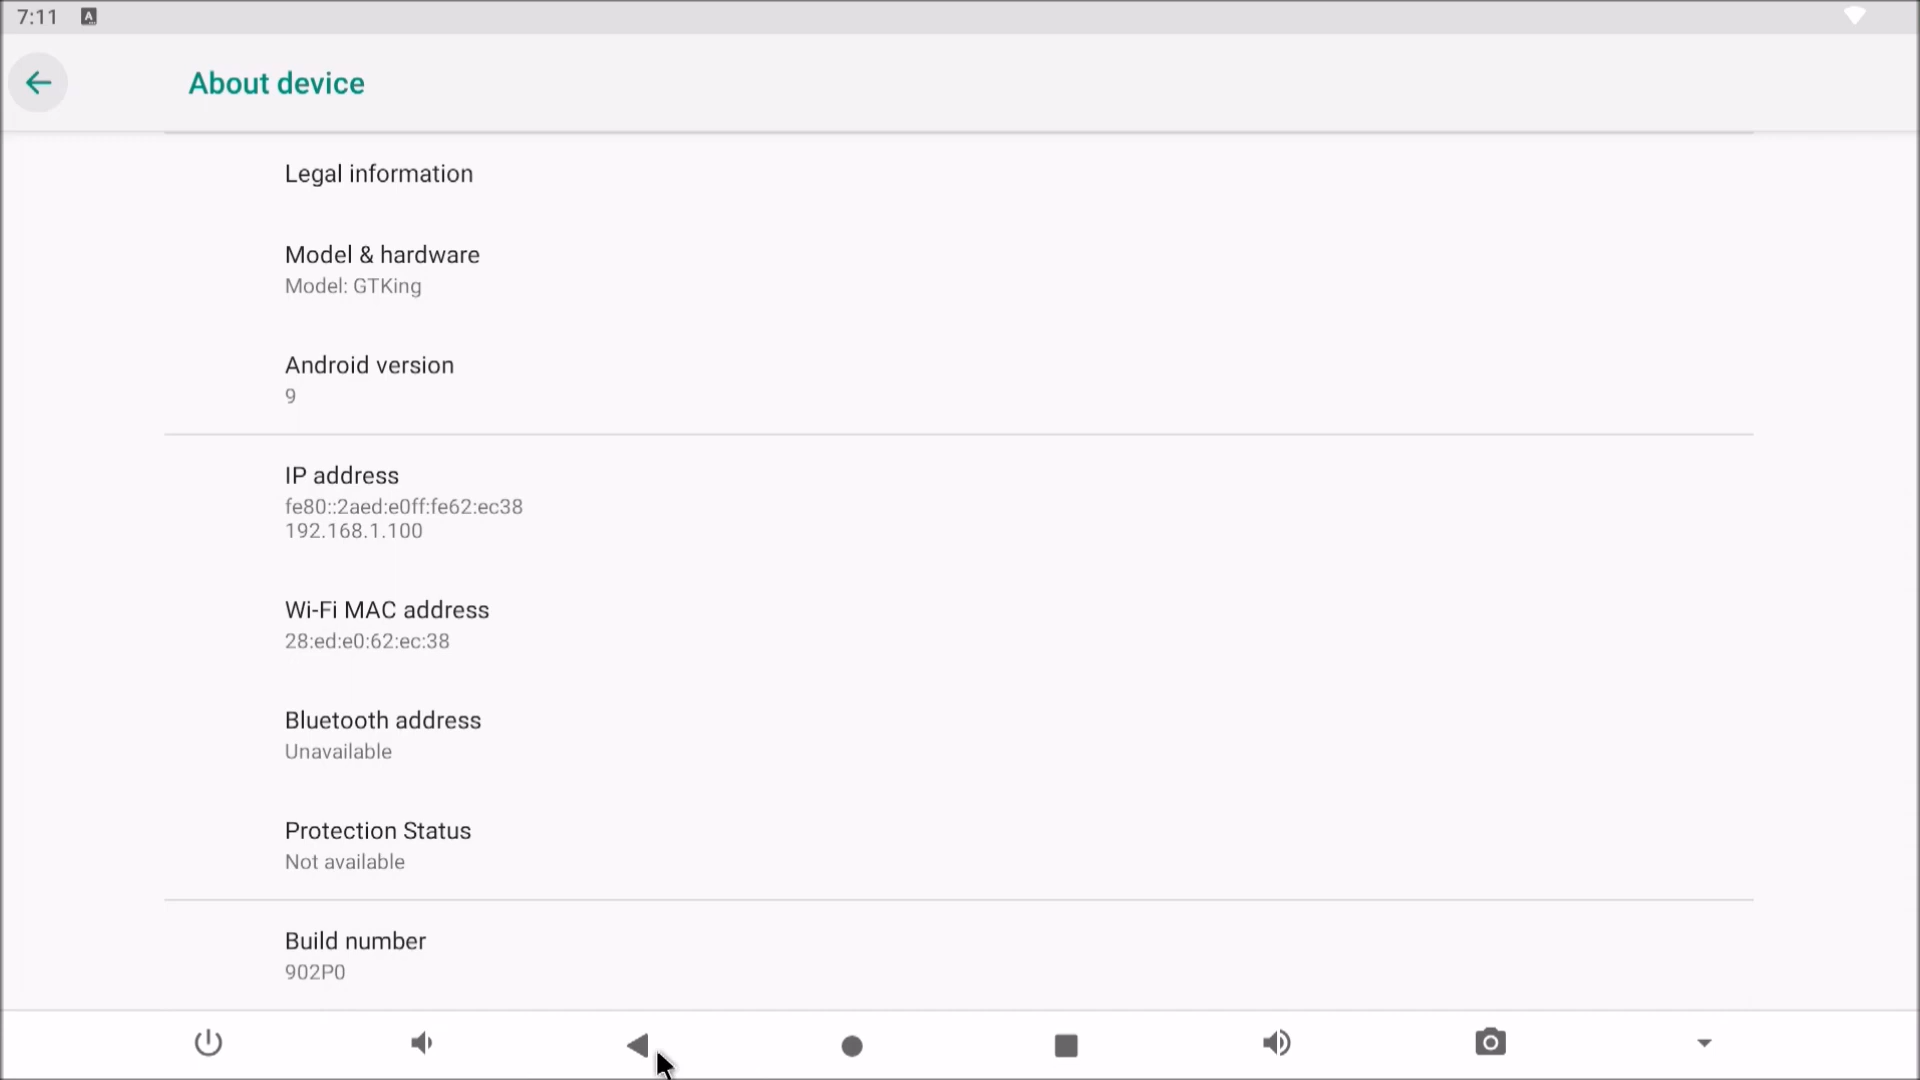 7:11
A
About device
Legal information
Model & hardware
Model: GTKing
Android version
9
IP address
fe80::2aed:e0ff:fe62:ec38
192.168.1.100
Wi-Fi MAC address
28:ed:e0:62:ec:38
Bluetooth address
Unavailable
Protection Status
Not available
Build number
902P0